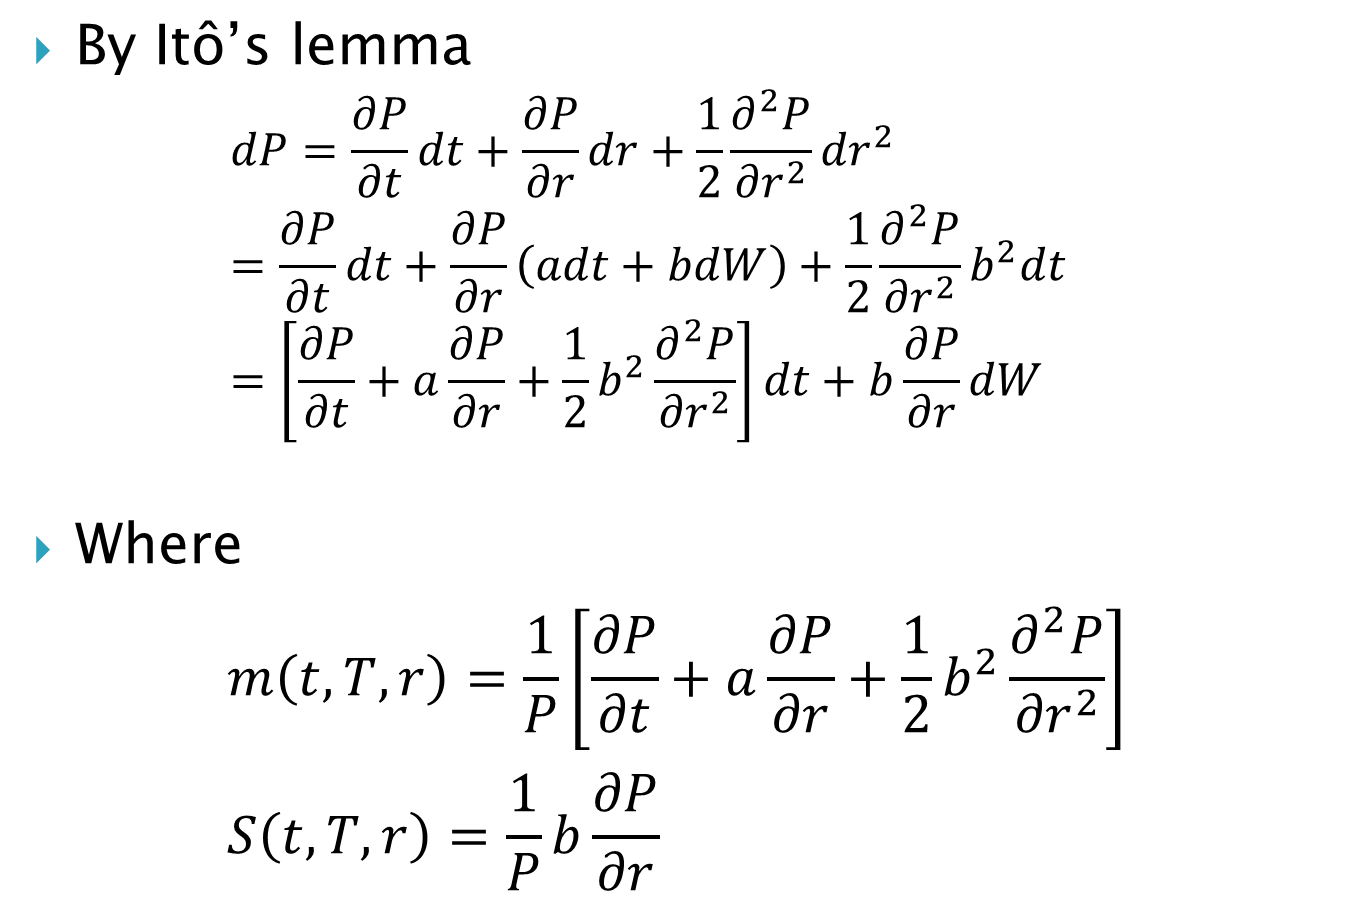 By Itô’s lemma
dP = ∂P/∂t dt + ∂P/∂r dr + 1/2 ∂²P/∂r² dr²
= ∂P/∂t dt + ∂P/∂r (adt + bdW) + 1/2 ∂²P/∂r² b²dt
= [∂P/∂t + a ∂P/∂r + 1/2 b² ∂²P/∂r²] dt + b ∂P/∂r dW
Where
m(t, T, r) = 1/P [∂P/∂t + a ∂P/∂r + 1/2 b² ∂²P/∂r²]
S(t, T, r) = 1/P b ∂P/∂r